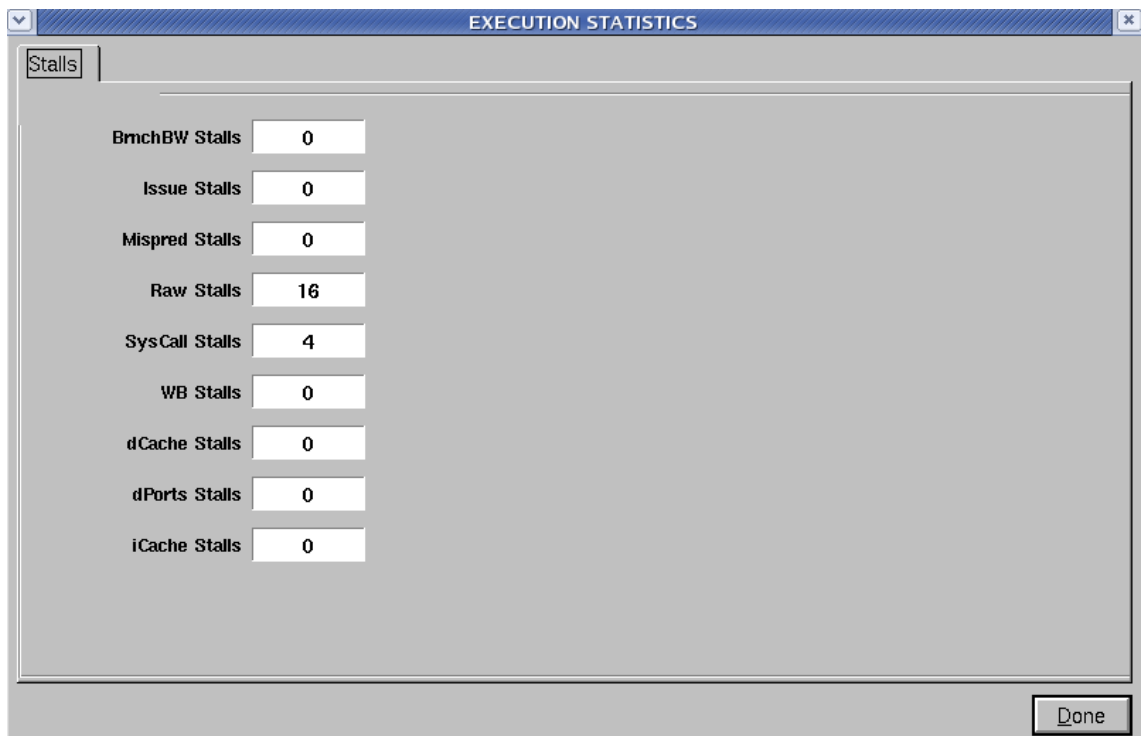 EXECUTION STATISTICS
Stalls
BrnchBW Stalls 0
Issue Stalls 0
Mispred Stalls 0
Raw Stalls 16
SysCall Stalls 4
WB Stalls 0
dCache Stalls 0
dPorts Stalls 0
iCache Stalls 0
Done